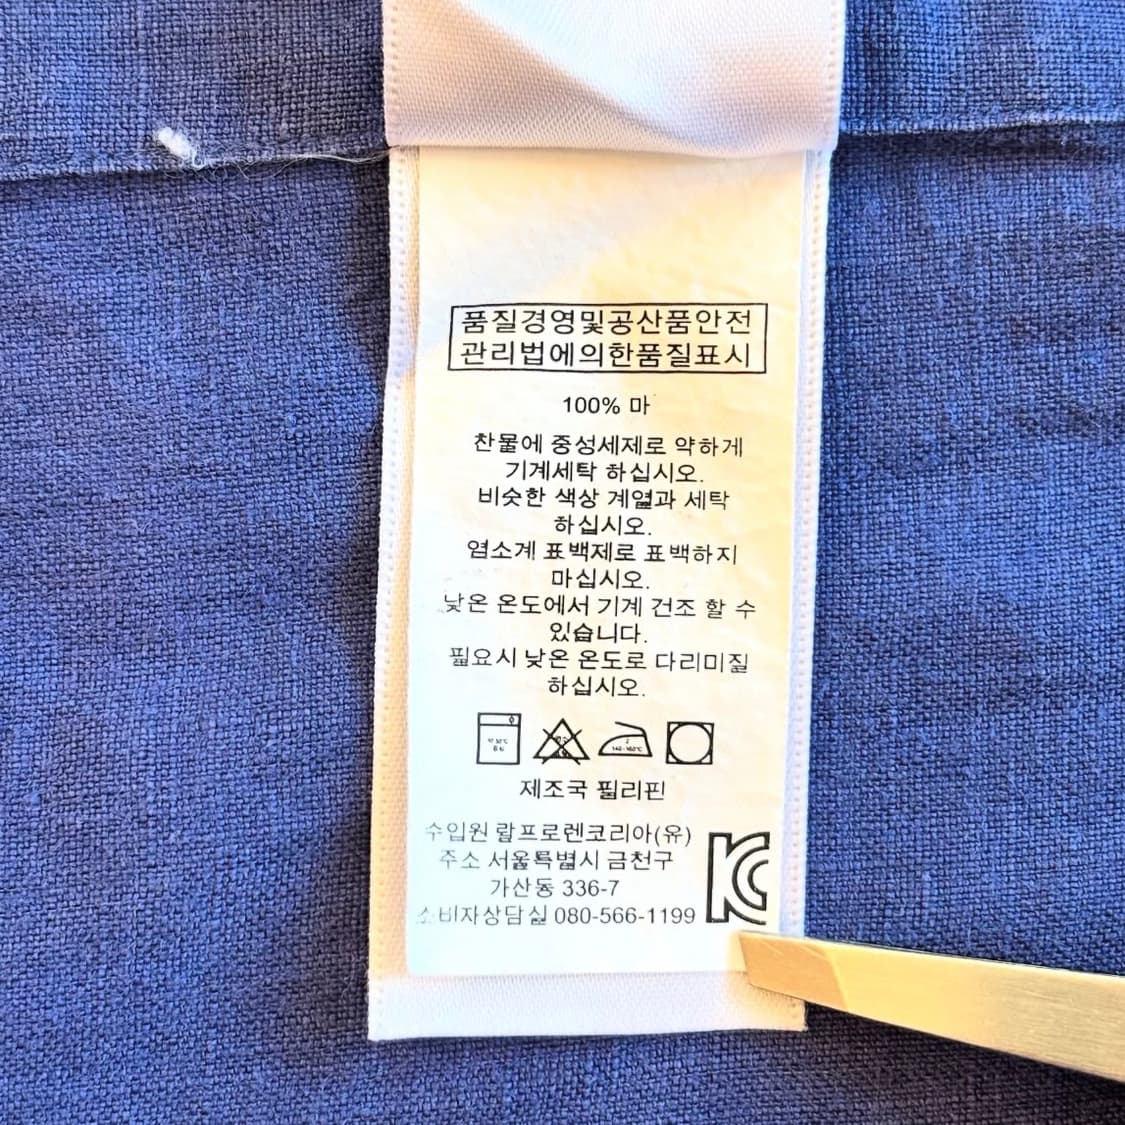 품질경영및공산품안전
관리법에의한품질표시
100% 마
찬물에 중성세제로 약하게
기계세탁 하십시오.
비슷한 색상 계열과 세탁
하십시오.
염소계 표백제로 표백하지
마십시오.
낮은 온도에서 기계 건조 할 수
있습니다.
필요시 낮은 온도로 다리미질
하십시오.
제조국 필리핀
수입원 랄프로렌코리아(유)
주소 서울특별시 금천구
가산동 336-7
소비자상담실 080-566-1199
KC